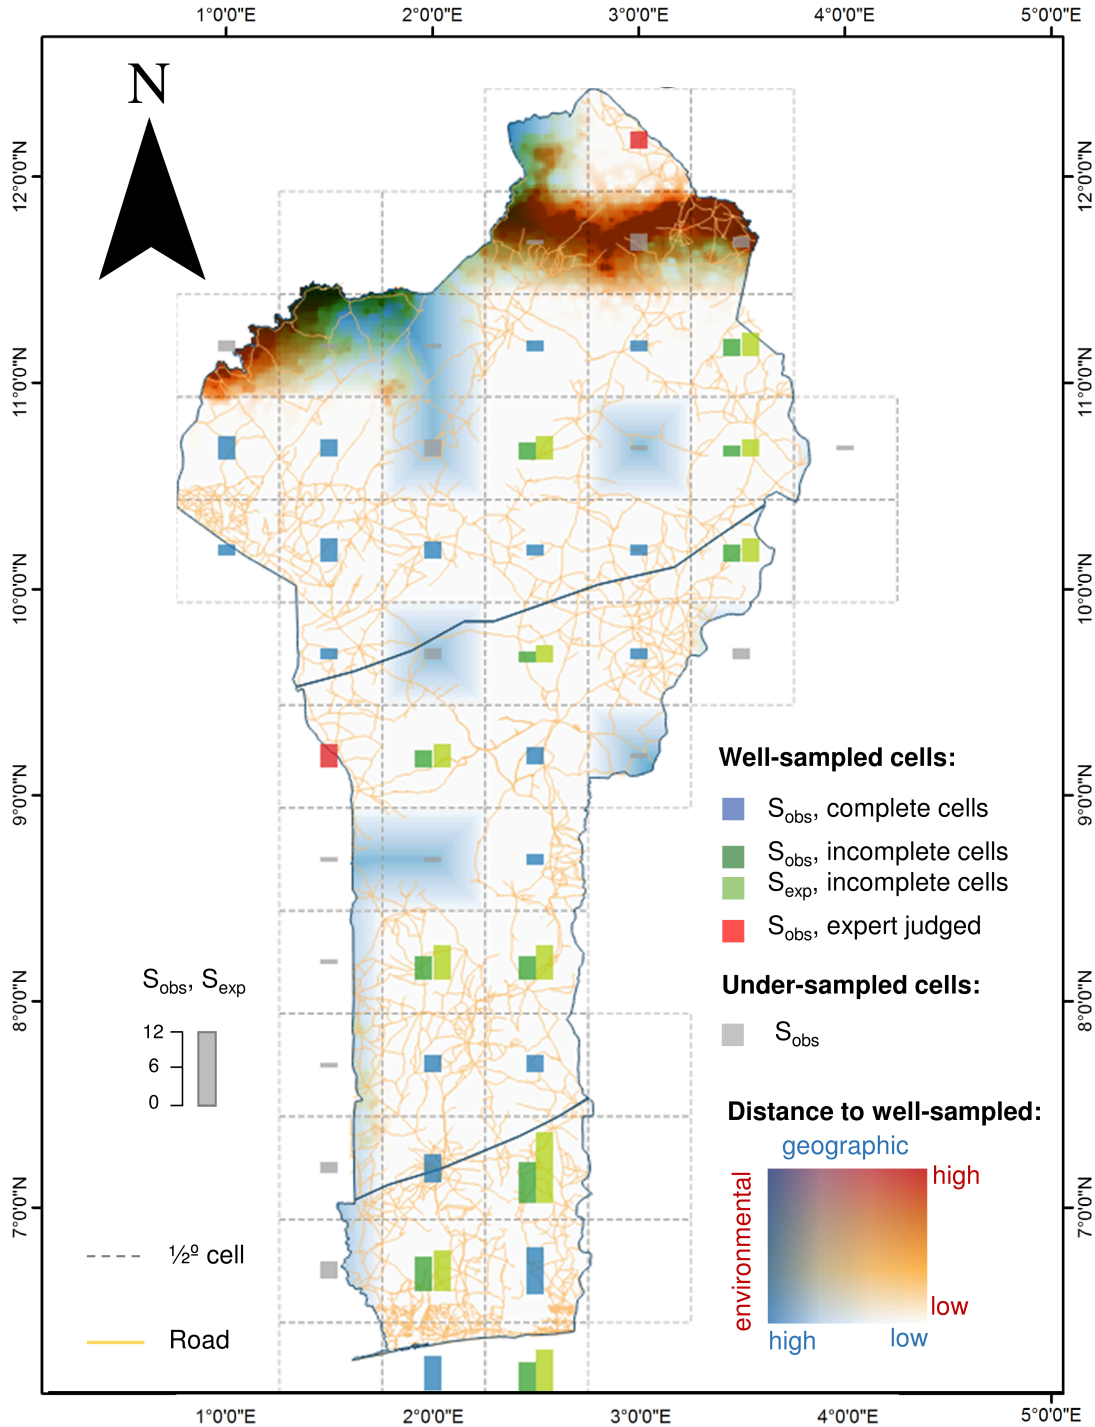 1°0'0"E 2°0'0"E 3°0'0"E 4°0'0"E 5°0'0"E
N
12°0'0"N 12°0'0"N
11°0'0"N 11°0'0"N
10°0'0"N 10°0'0"N
9°0'0"N 9°0'0"N
8°0'0"N 8°0'0"N
7°0'0"N 7°0'0"N
Well-sampled cells:
Sobs, complete cells
Sobs, incomplete cells
Sexp, incomplete cells
Sobs, expert judged
Under-sampled cells:
Sobs
Sobs, Sexp
12
6
0
Distance to well-sampled:
geographic
environmental
high
low
high low
½º cell
Road
1°0'0"E 2°0'0"E 3°0'0"E 4°0'0"E 5°0'0"E